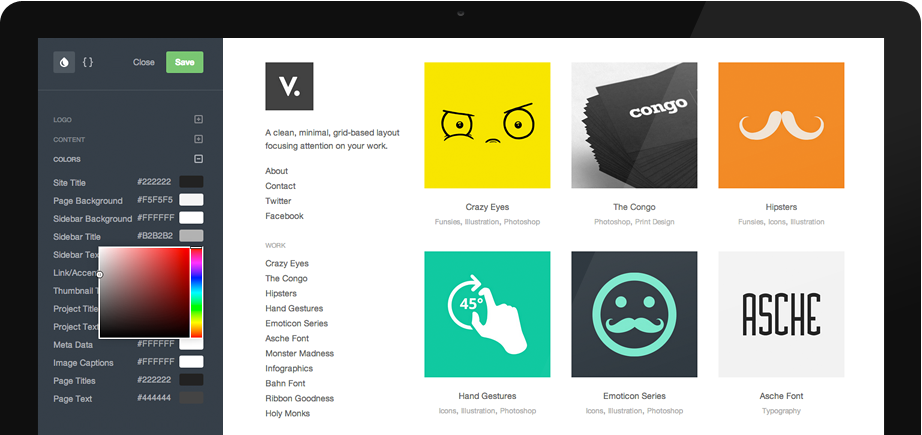 { }
Close
Save
LOGO
CONTENT
COLORS
Site Title #222222
Page Background #F5F5F5
Sidebar Background #FFFFFF
Sidebar Title #B2B2B2
Sidebar
Link/Accent
Thumbnail
Project Title
Project Text
Meta Data #FFFFFF
Image Captions #FFFFFF
Page Titles #222222
Page Text #444444
V.
A clean, minimal, grid-based layout
focusing attention on your work.
About
Contact
Twitter
Facebook
WORK
Crazy Eyes
The Congo
Hipsters
Hand Gestures
Emoticon Series
Asche Font
Monster Madness
Infographics
Bahn Font
Ribbon Goodness
Holy Monks
Crazy Eyes
Funsies, Illustration, Photoshop
congo
The Congo
Photoshop, Print Design
Hipsters
Funsies, Icons, Illustration
45°
Hand Gestures
Icons, Illustration, Photoshop
Emoticon Series
Icons, Illustration, Photoshop
ASCHE
Asche Font
Typography